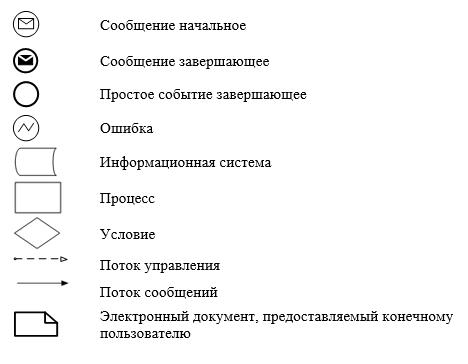 Сообщение начальное
Сообщение завершающее
Простое событие завершающее
Ошибка
Информационная система
Процесс
Условие
Поток управления
Поток сообщений
Электронный документ, предоставляемый конечному
пользователю